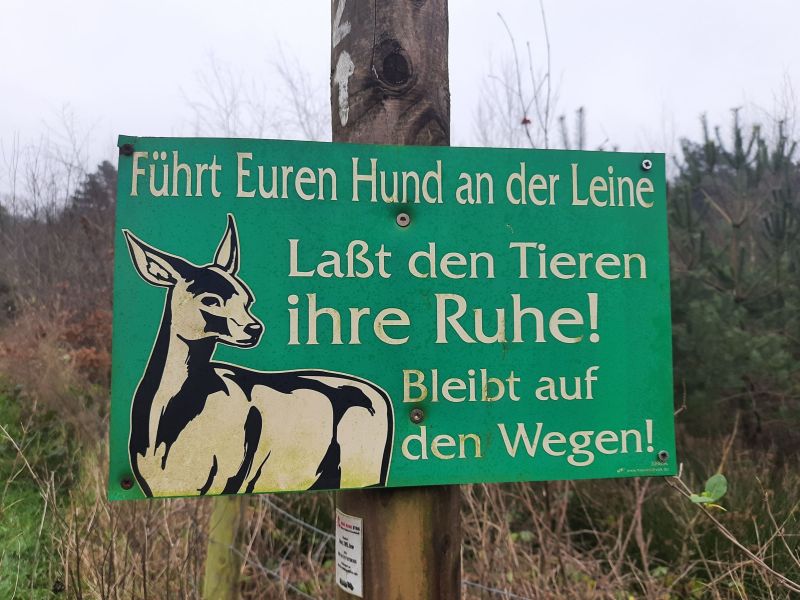 Führt Euren Hund an der Leine
Laßt den Tieren
ihre Ruhe!
Bleibt auf
den Wegen!